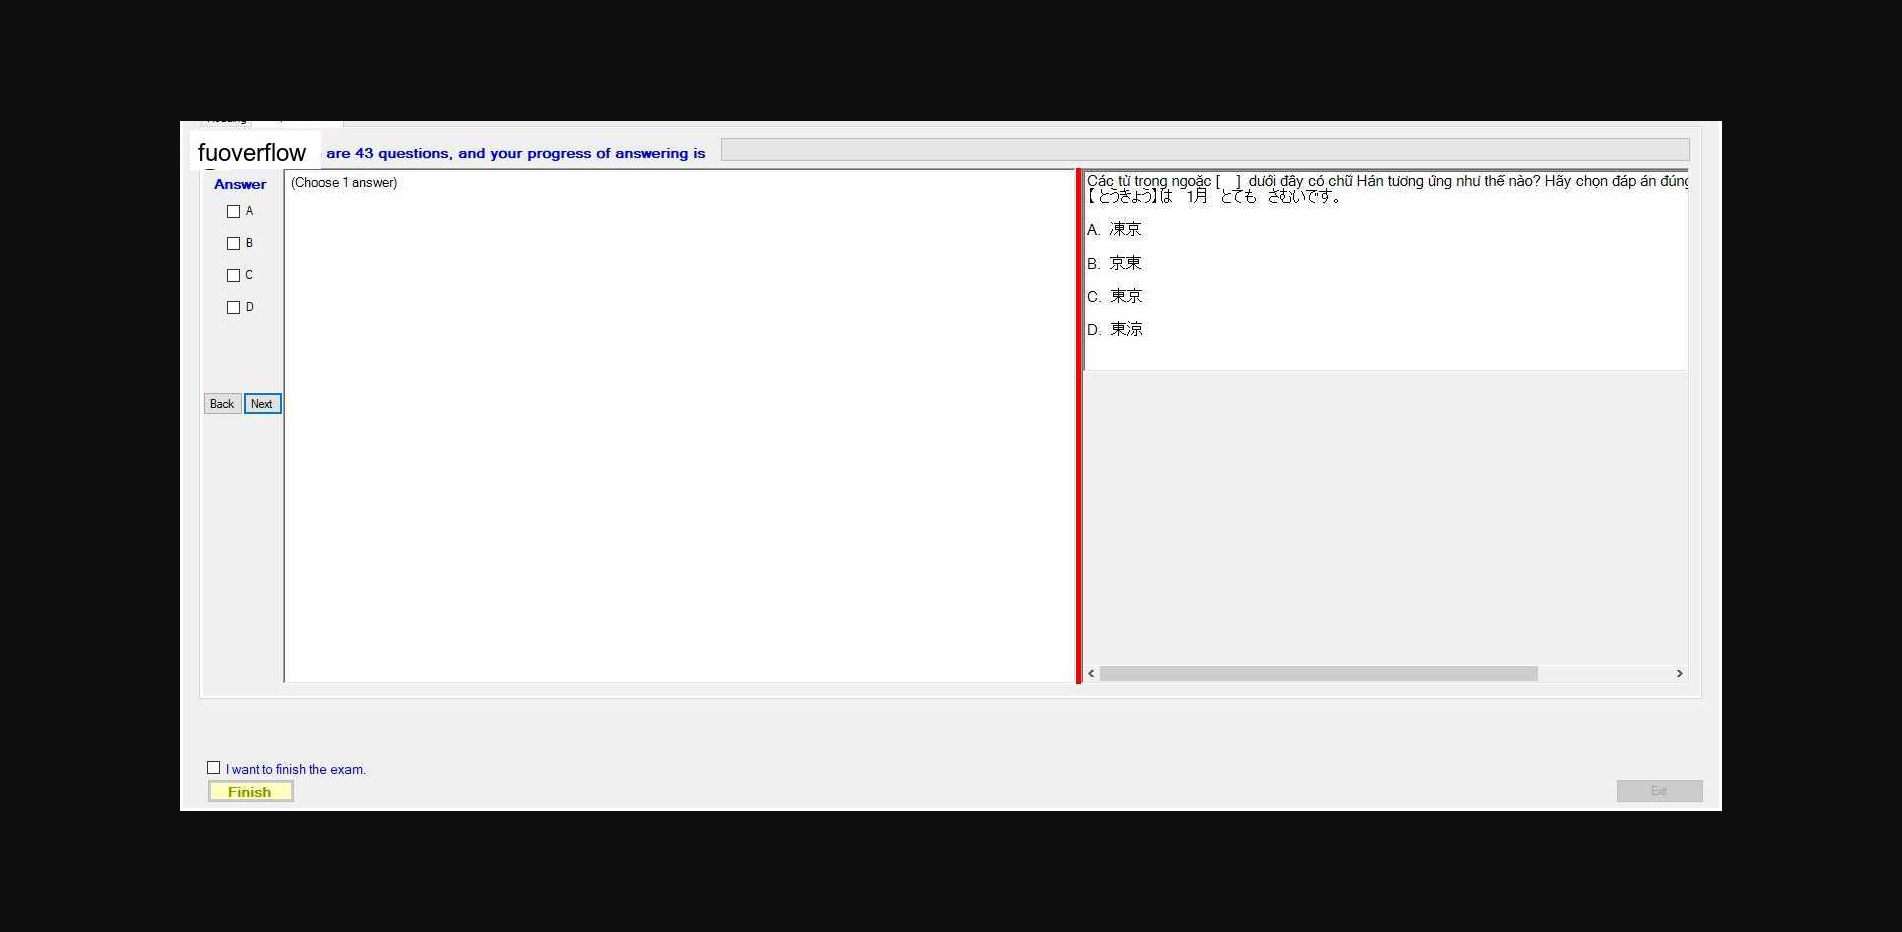 fuoverflow are 43 questions, and your progress of answering is
Answer
(Choose 1 answer)
A
B
C
D
Back Next
Các từ trong ngoặc [ ] dưới đây có chữ Hán tương ứng như thế nào? Hãy chọn đáp án đúng
【とうきょう】は 1月 とても さむいです。
A. 凍京
B. 京東
C. 東京
D. 東涼
I want to finish the exam.
Finish
Exit